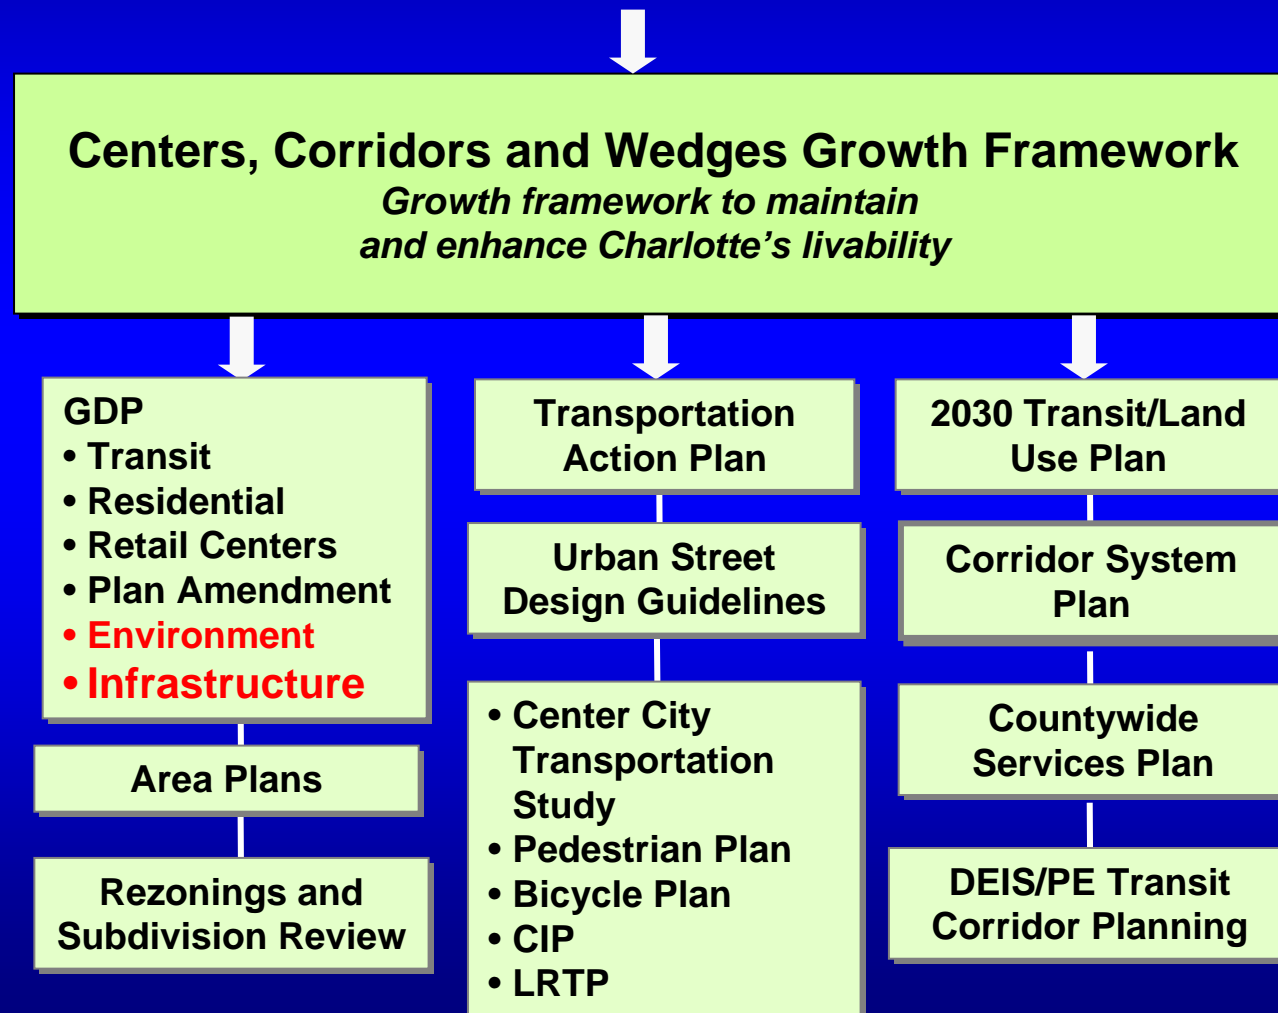 Centers, Corridors and Wedges Growth Framework
Growth framework to maintain
and enhance Charlotte's livability
GDP
• Transit
• Residential
• Retail Centers
• Plan Amendment
• Environment
• Infrastructure
Area Plans
Rezonings and
Subdivision Review
Transportation
Action Plan
Urban Street
Design Guidelines
• Center City
Transportation
Study
• Pedestrian Plan
• Bicycle Plan
• CIP
• LRTP
2030 Transit/Land
Use Plan
Corridor System
Plan
Countywide
Services Plan
DEIS/PE Transit
Corridor Planning